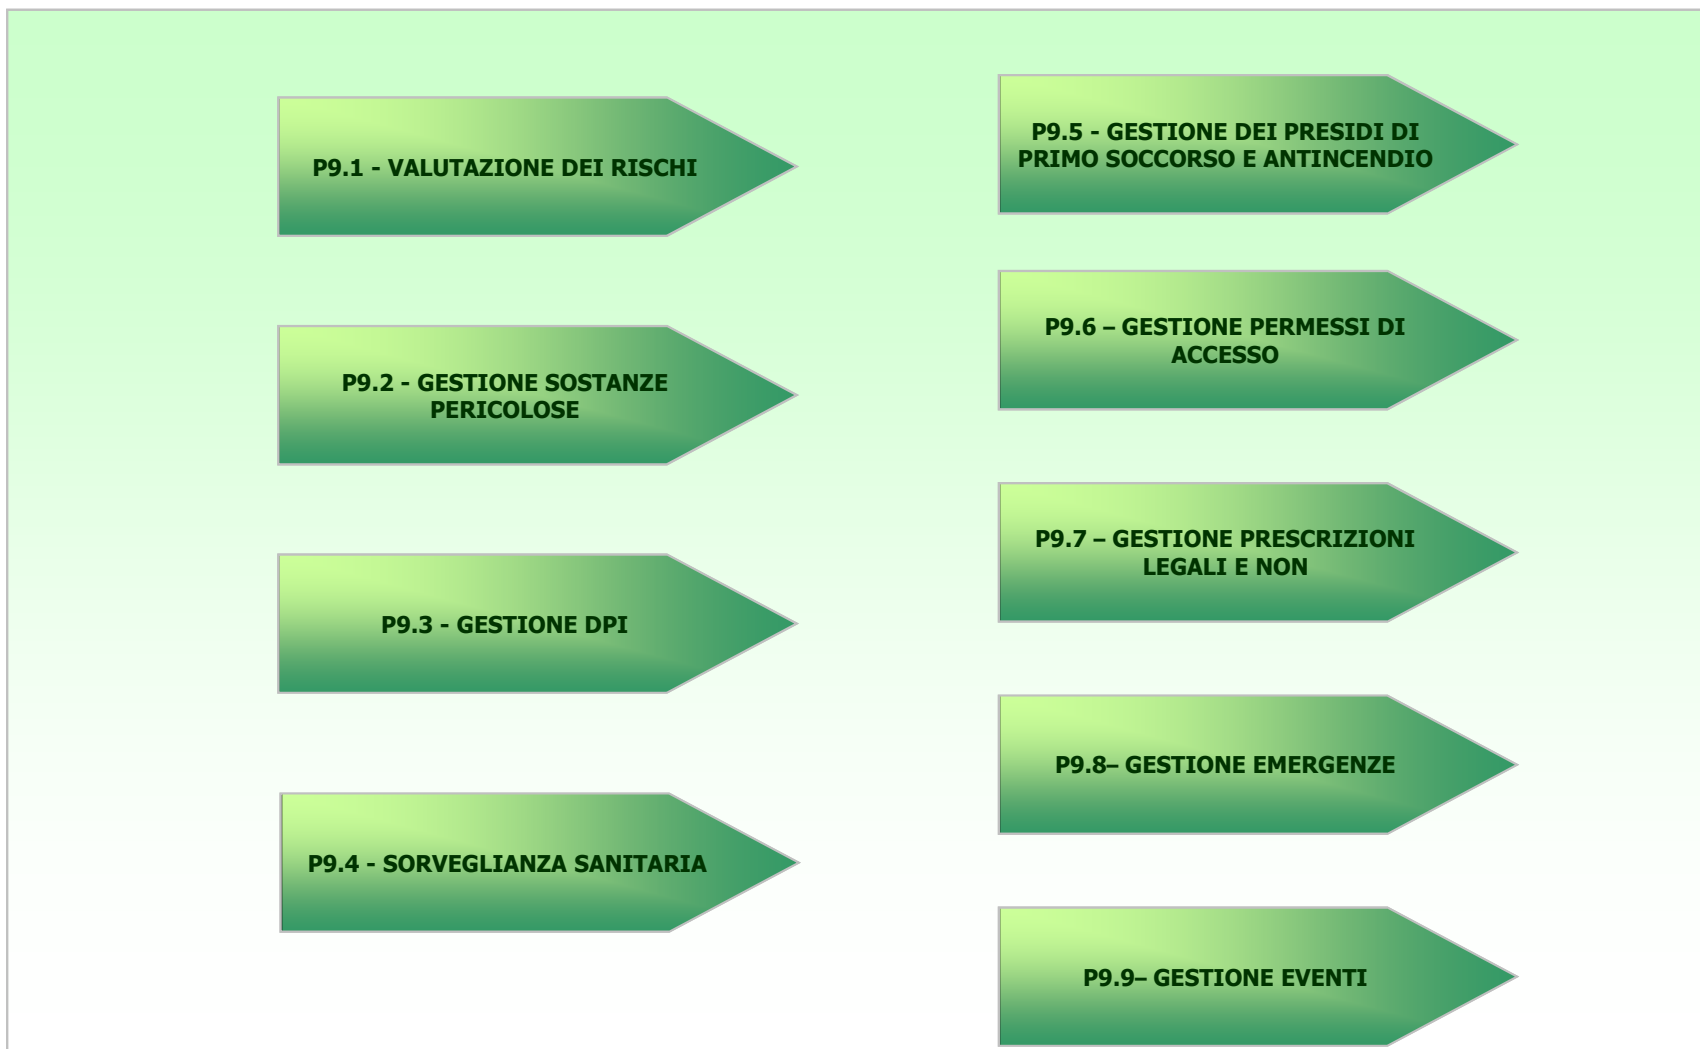 P9.1 - VALUTAZIONE DEI RISCHI
P9.2 - GESTIONE SOSTANZE
PERICOLOSE
P9.3 - GESTIONE DPI
P9.4 - SORVEGLIANZA SANITARIA
P9.5 - GESTIONE DEI PRESIDI DI
PRIMO SOCCORSO E ANTINCENDIO
P9.6 – GESTIONE PERMESSI DI
ACCESSO
P9.7 – GESTIONE PRESCRIZIONI
LEGALI E NON
P9.8– GESTIONE EMERGENZE
P9.9– GESTIONE EVENTI